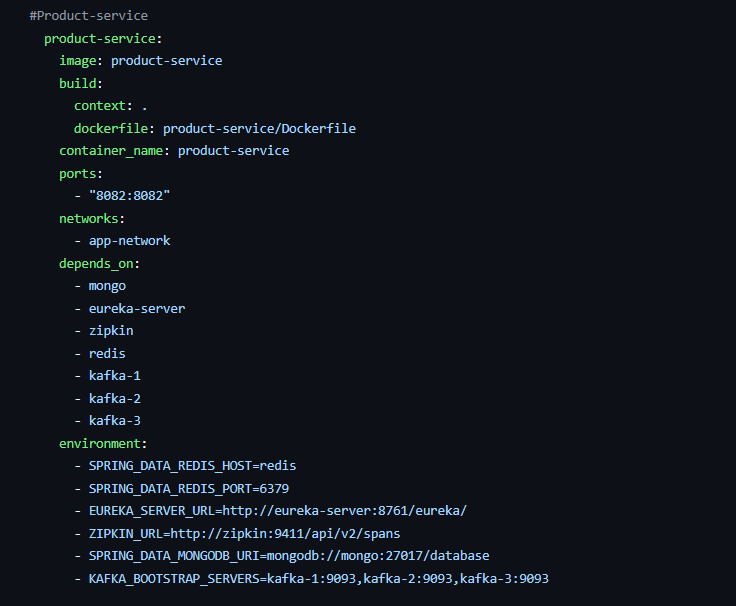 #Product-service
product-service:
image: product-service
build:
context: .
dockerfile: product-service/Dockerfile
container_name: product-service
ports:
- "8082:8082"
networks:
- app-network
depends_on:
- mongo
- eureka-server
- zipkin
- redis
- kafka-1
- kafka-2
- kafka-3
environment:
- SPRING_DATA_REDIS_HOST=redis
- SPRING_DATA_REDIS_PORT=6379
- EUREKA_SERVER_URL=http://eureka-server:8761/eureka/
- ZIPKIN_URL=http://zipkin:9411/api/v2/spans
- SPRING_DATA_MONGODB_URI=mongodb://mongo:27017/database
- KAFKA_BOOTSTRAP_SERVERS=kafka-1:9093,kafka-2:9093,kafka-3:9093